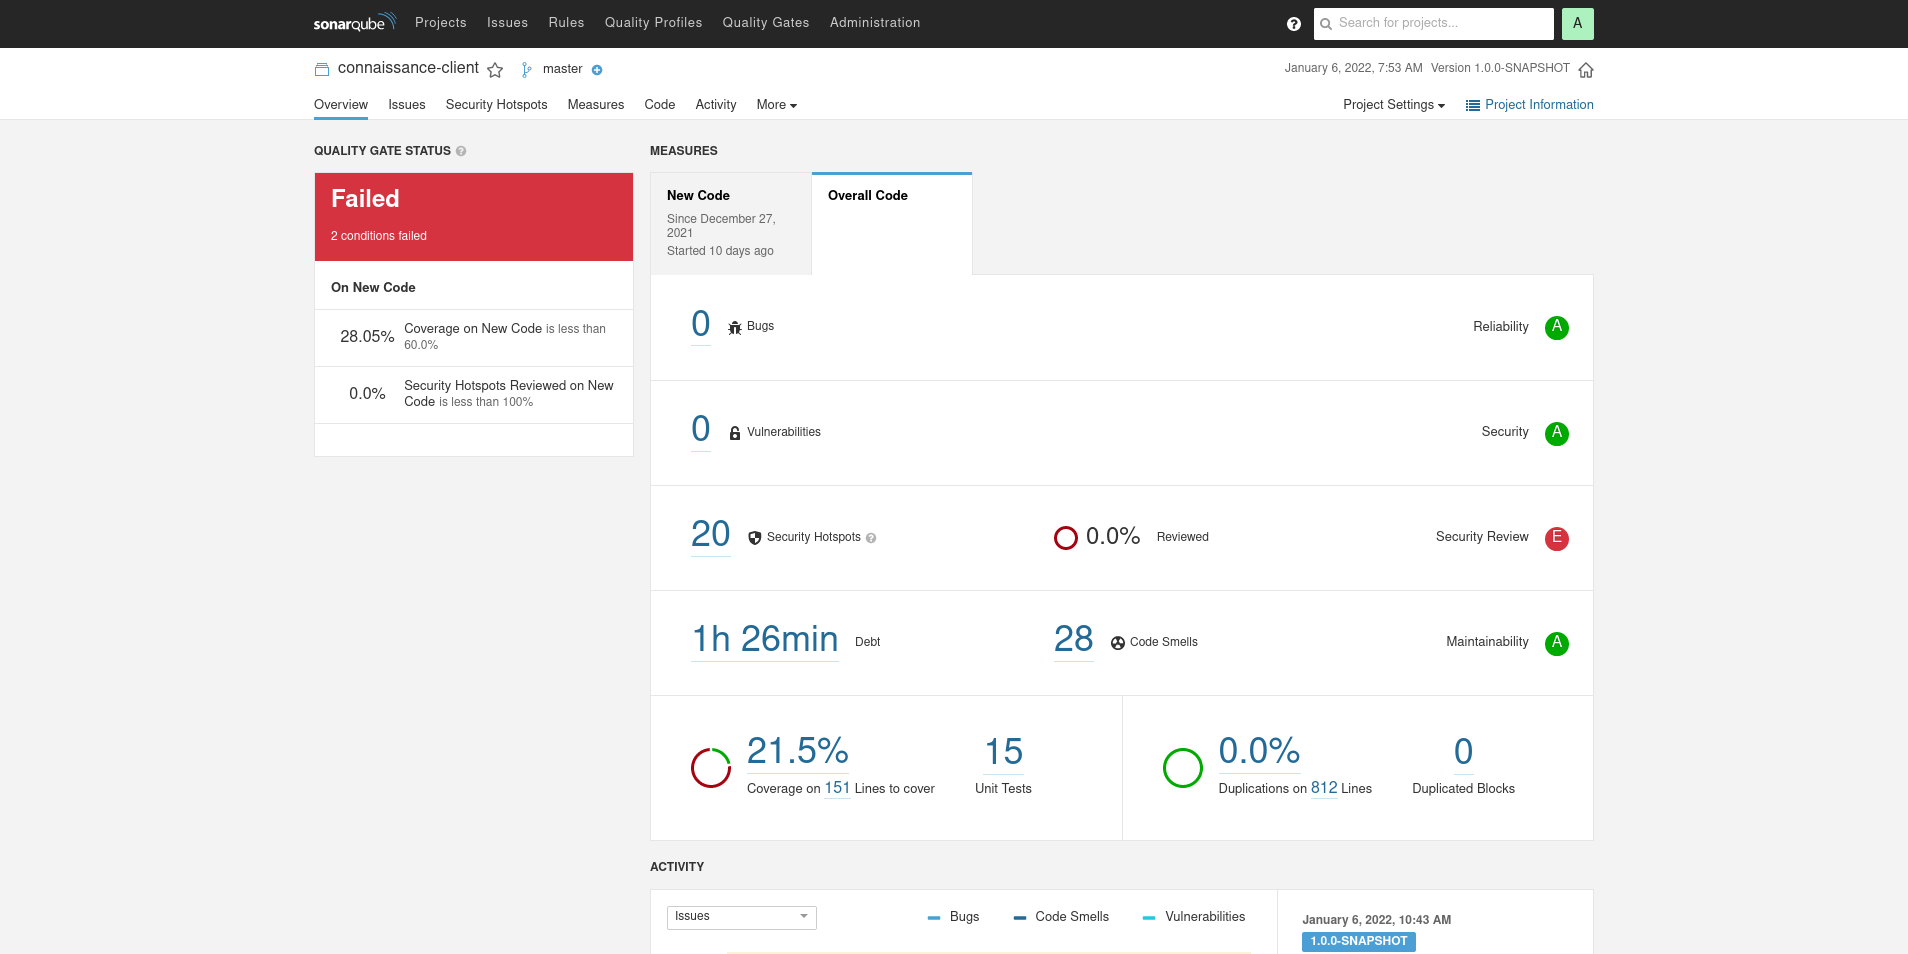 sonarqube Projects Issues Rules Quality Profiles Quality Gates Administration Search for projects... A
connaissance-client master January 6, 2022, 7:53 AM Version 1.0.0-SNAPSHOT
Overview Issues Security Hotspots Measures Code Activity More Project Settings Project Information
QUALITY GATE STATUS ?
Failed
2 conditions failed
On New Code
28.05% Coverage on New Code is less than
60.0%
0.0% Security Hotspots Reviewed on New
Code is less than 100%
MEASURES
New Code
Since December 27,
2021
Started 10 days ago
Overall Code
0 Bugs Reliability A
0 Vulnerabilities Security A
20 Security Hotspots ? 0.0% Reviewed Security Review E
1h 26min Debt 28 Code Smells Maintainability A
21.5%
Coverage on 151 Lines to cover
15
Unit Tests
0.0%
Duplications on 812 Lines
0
Duplicated Blocks
ACTIVITY
Issues Bugs Code Smells Vulnerabilities
January 6, 2022, 10:43 AM
1.0.0-SNAPSHOT